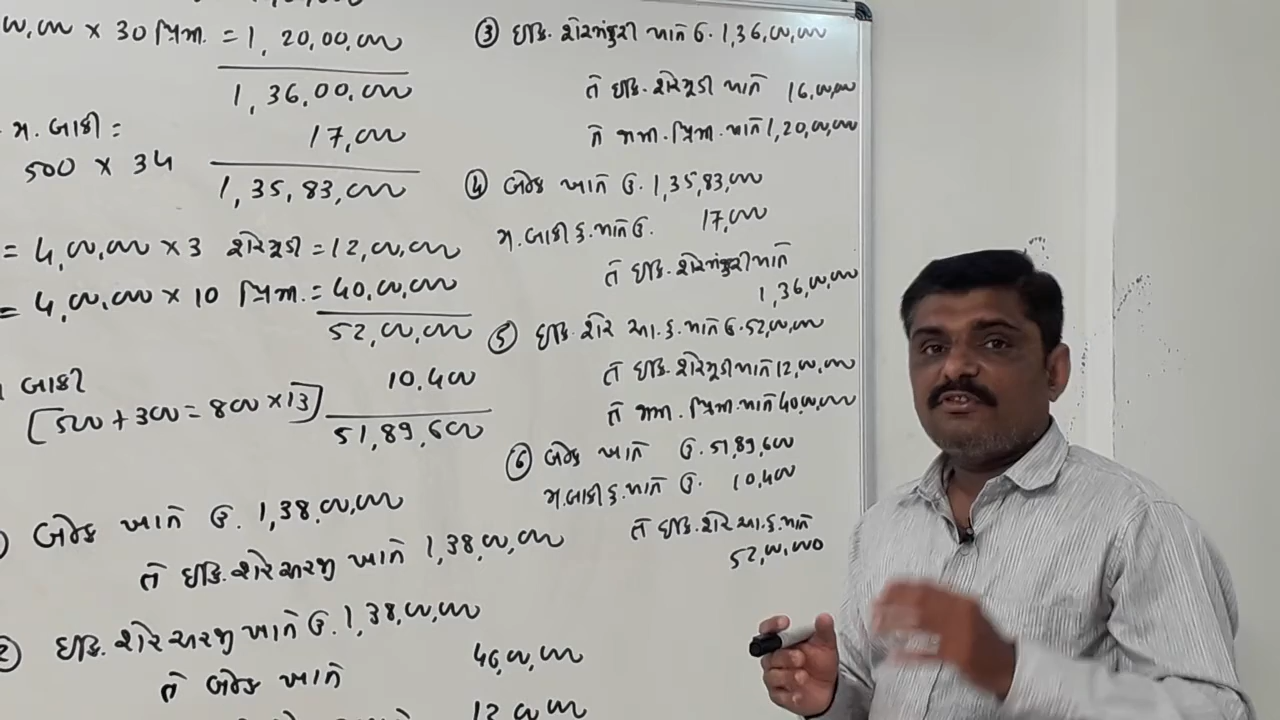 ૦૦,૦૦૦ × 30 પ્રિમી. = 1,20,00,000
1,36,00,000
મ. બાકી = 17,000
500 × 34
1,35,83,000
= 4,00,000 × 3 શેરમૂડી = 12,00,000
= 4,00,000 × 10 પ્રિમી. = 40,00,000
52,00,000
બાકી 10,400
[500 + 300 = 800 × 13]
51,89,600
બેન્ક ખાતે ઉ. 1,38,00,000
તે ઇક્વિ. શેરઅરજી ખાતે 1,38,00,000
② ઇક્વિ. શેરઅરજી ખાતે ઉ. 1,38,00,000
તે બેન્ક ખાતે 46,00,000
12,00,000
③ ઇક્વિ. શેરમંજૂરી ખાતે ઉ. 1,36,00,000
તે ઇક્વિ. શેરમૂડી ખાતે 16,00,000
તે જામી. પ્રિમી. ખાતે 1,20,00,000
④ બેન્ક ખાતે ઉ. 1,35,83,000
મ. બાકી હ. ખાતે ઉ. 17,000
તે ઇક્વિ. શેરમંજૂરી ખાતે
1,36,00,000
⑤ ઇક્વિ. શેર આ. હ. ખાતે ઉ. 52,00,000
તે ઇક્વિ. શેરમૂડી ખાતે 12,00,000
તે જામી. પ્રિમી. ખાતે 40,00,000
⑥ બેન્ક ખાતે ઉ. 51,89,600
મ. બાકી હ. ખાતે ઉ. 10,400
તે ઇક્વિ. શેર આ. હ. ખાતે
52,00,000